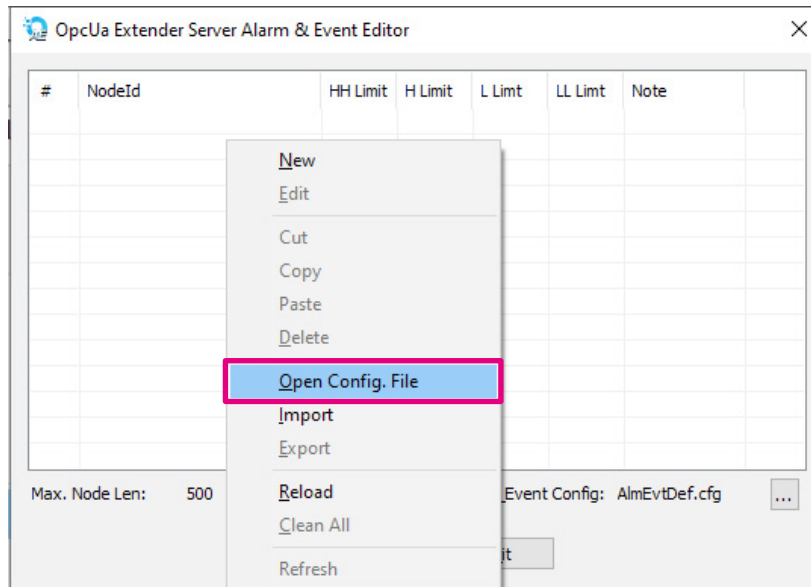 OpcUa Extender Server Alarm & Event Editor
# NodeId HH Limit H Limit L Limt LL Limt Note
New
Edit
Cut
Copy
Paste
Delete
Open Config. File
Import
Export
Max. Node Len: 500 Event Config: AlmEvtDef.cfg ...
Reload
Clean All
it
Refresh